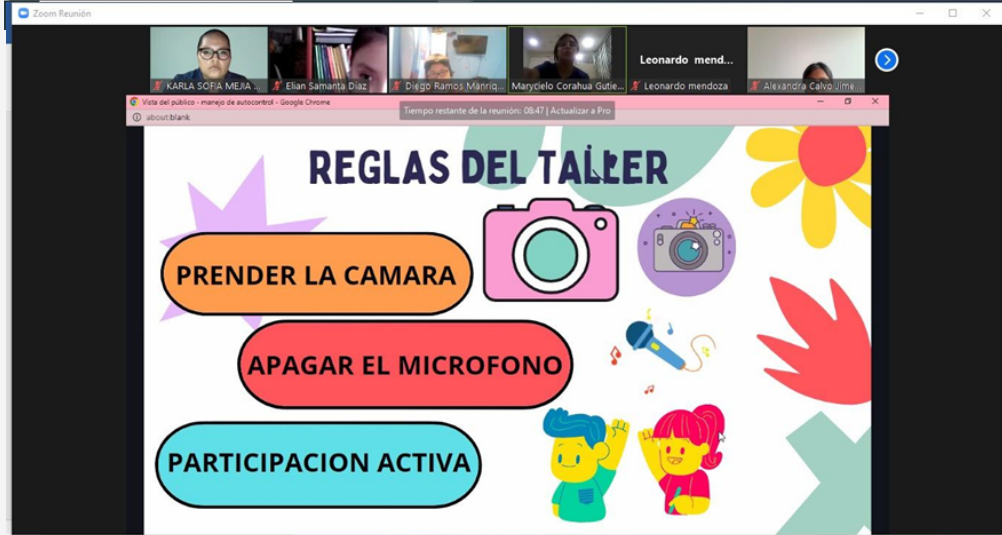 Zoom Reunión
Leonardo mend...
KARLA SOFIA MEJIA ...
Elian Samanta Diaz
Diego Ramos Manriq...
Marycielo Corahua Gutie...
Leonardo mendoza
Alexandra Calvo Jime...
Vista del público - manejo de autocontrol - Google Chrome
Tiempo restante de la reunión: 08:47 | Actualizar a Pro
about:blank
REGLAS DEL TALLER
PRENDER LA CAMARA
APAGAR EL MICROFONO
PARTICIPACION ACTIVA